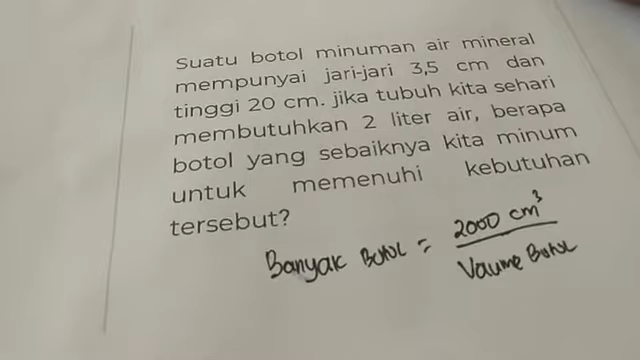 Suatu botol minuman air mineral
mempunyai jari-jari 3,5 cm dan
tinggi 20 cm. jika tubuh kita sehari
membutuhkan 2 liter air, berapa
botol yang sebaiknya kita minum
untuk memenuhi kebutuhan
tersebut?
Banyak Botol = 2000 cm³
Vaume Botol